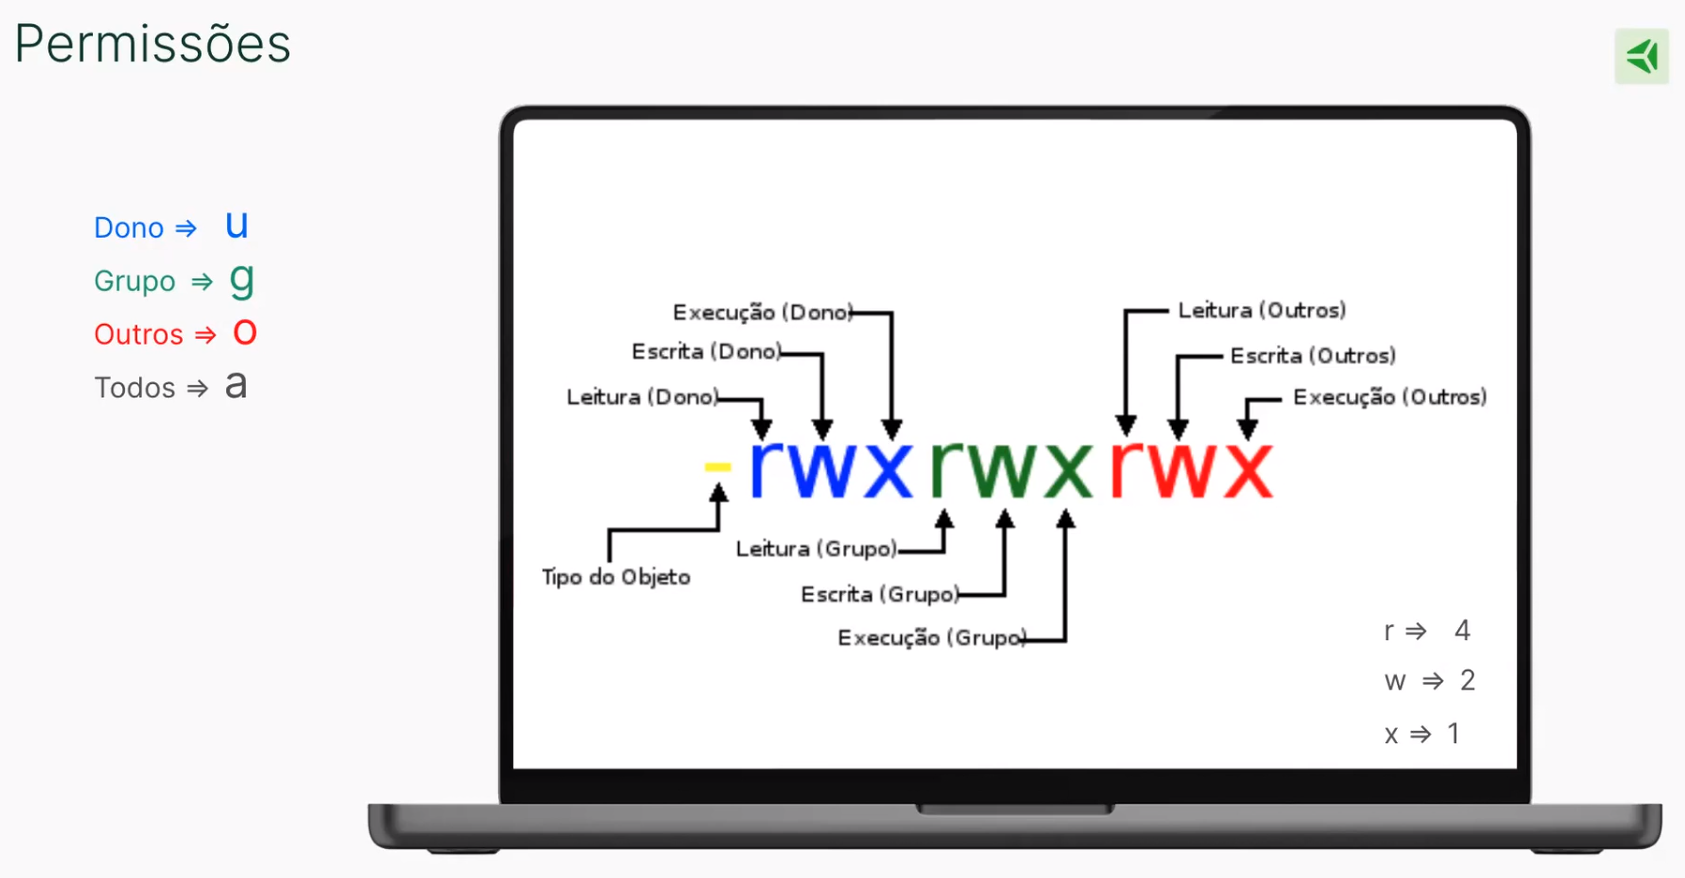 Permissões
Dono ⇒ u
Grupo ⇒ g
Outros ⇒ o
Todos ⇒ a
Execução (Dono)
Escrita (Dono)
Leitura (Dono)
Leitura (Outros)
Escrita (Outros)
Execução (Outros)
-rwxrwxrwx
Tipo do Objeto
Leitura (Grupo)
Escrita (Grupo)
Execução (Grupo)
r ⇒ 4
w ⇒ 2
x ⇒ 1